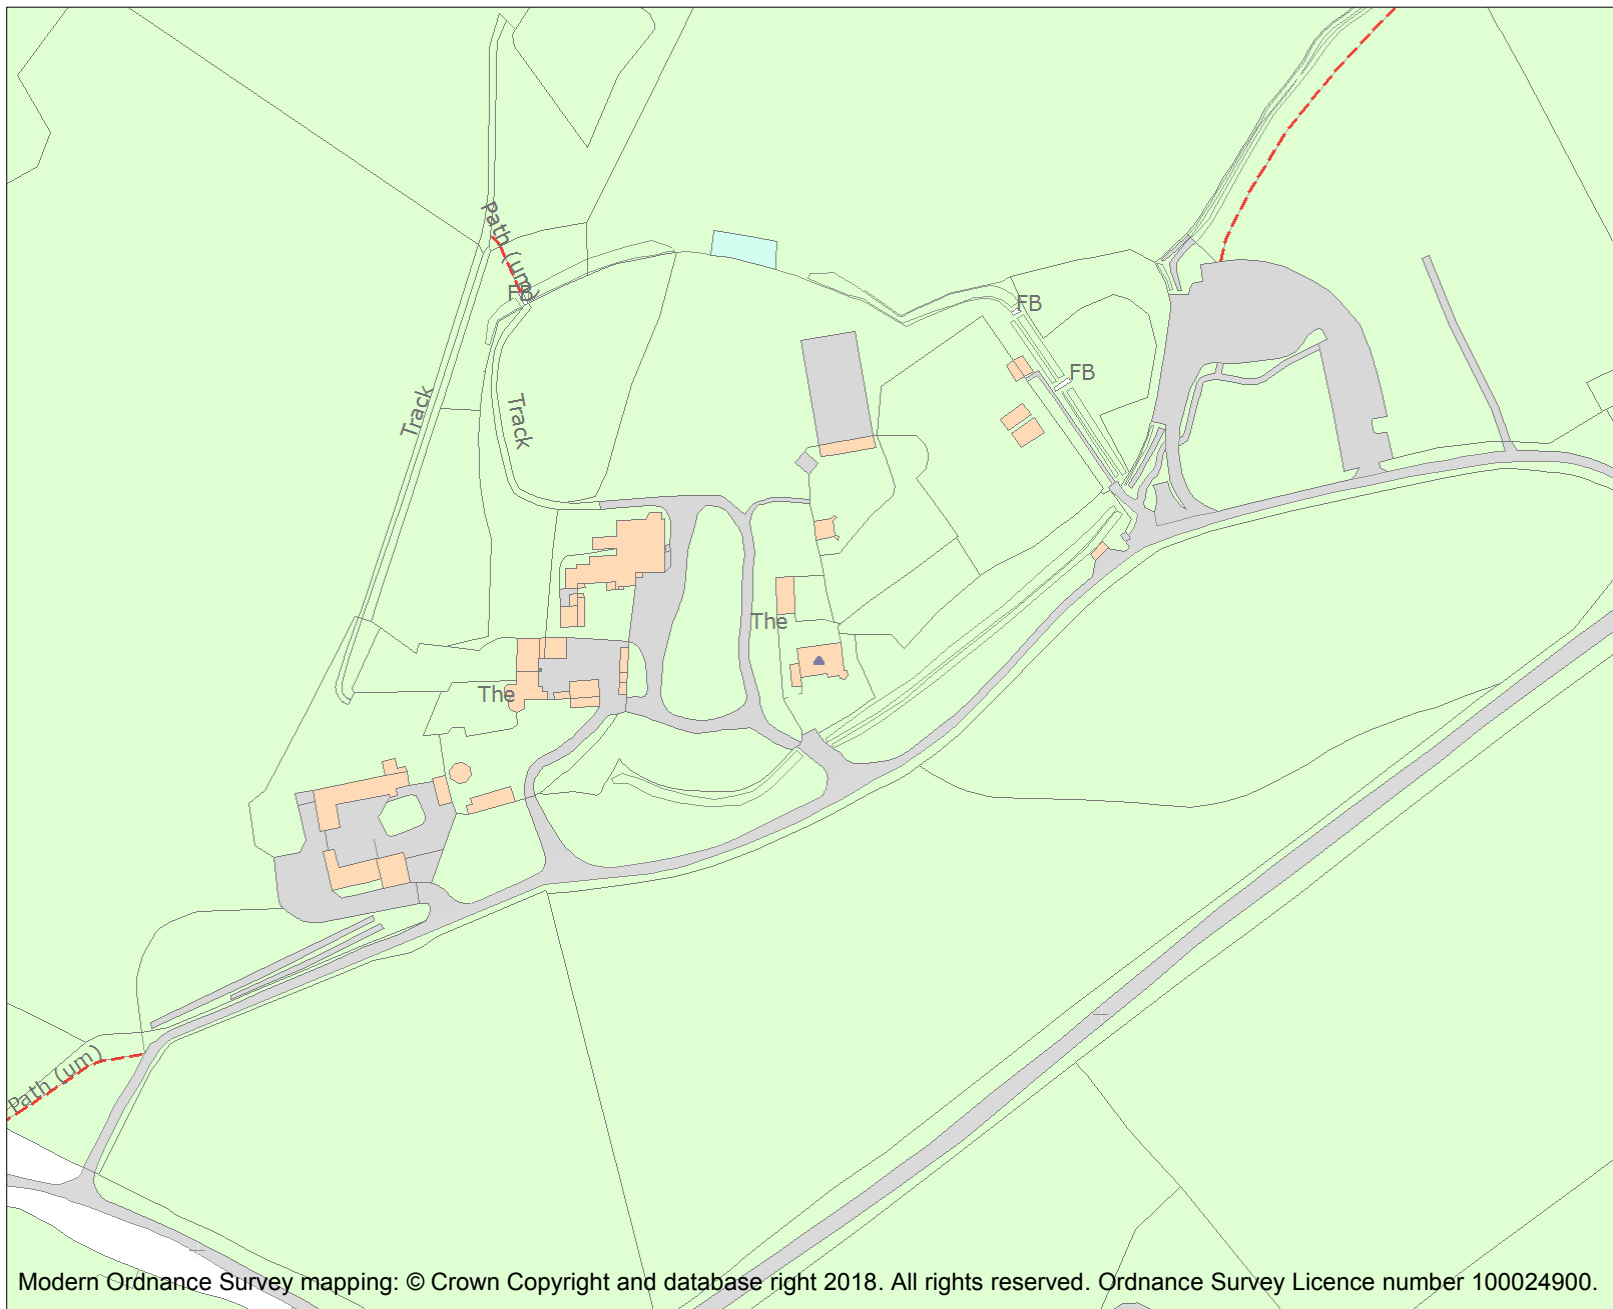 Path (um)
FB
FB
FB
Track
Track
The
The
Path (um)
Modern Ordnance Survey mapping: © Crown Copyright and database right 2018. All rights reserved. Ordnance Survey Licence number 100024900.